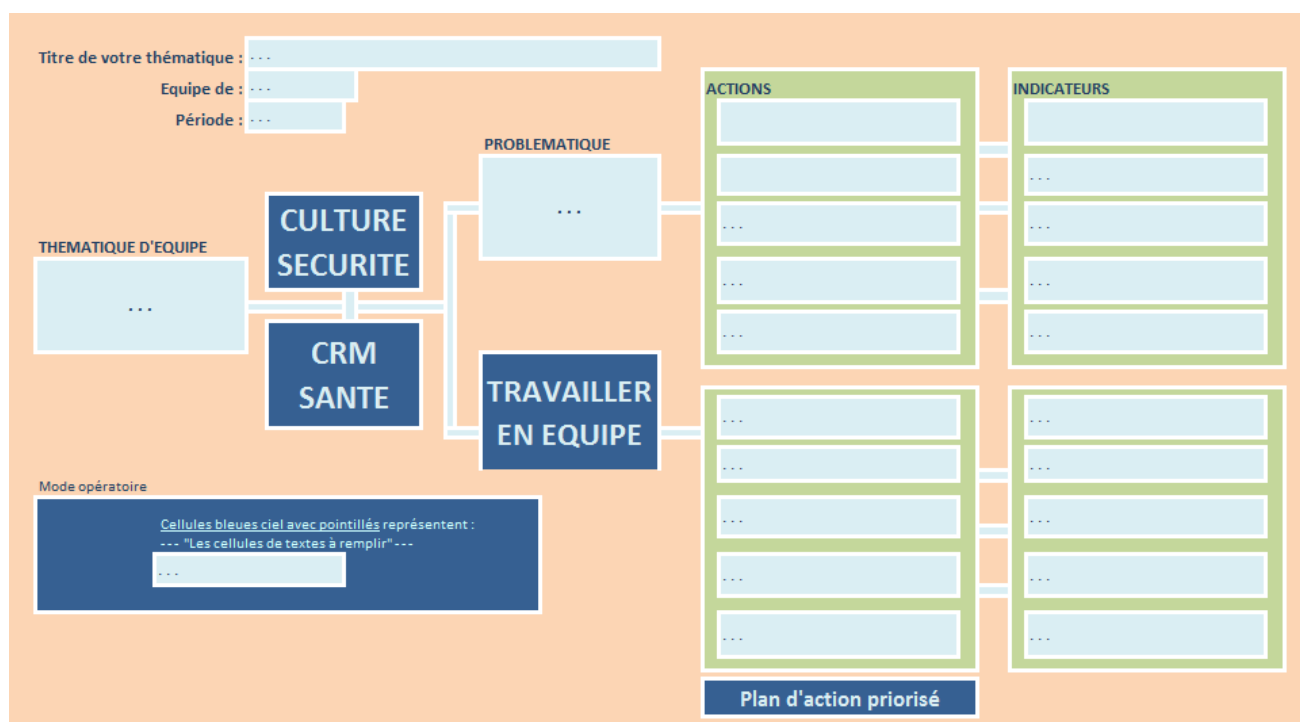 Titre de votre thématique : . . .
Equipe de : . . .
Période : . . .
THEMATIQUE D'EQUIPE
. . .
CULTURE
SECURITE
CRM
SANTE
PROBLEMATIQUE
. . .
TRAVAILLER
EN EQUIPE
ACTIONS
. . .
. . .
. . .
. . .
. . .
. . .
. . .
. . .
INDICATEURS
. . .
. . .
. . .
. . .
. . .
. . .
. . .
. . .
. . .
Plan d'action priorisé
Mode opératoire
Cellules bleues ciel avec pointillés représentent :
--- "Les cellules de textes à remplir" ---
. . .